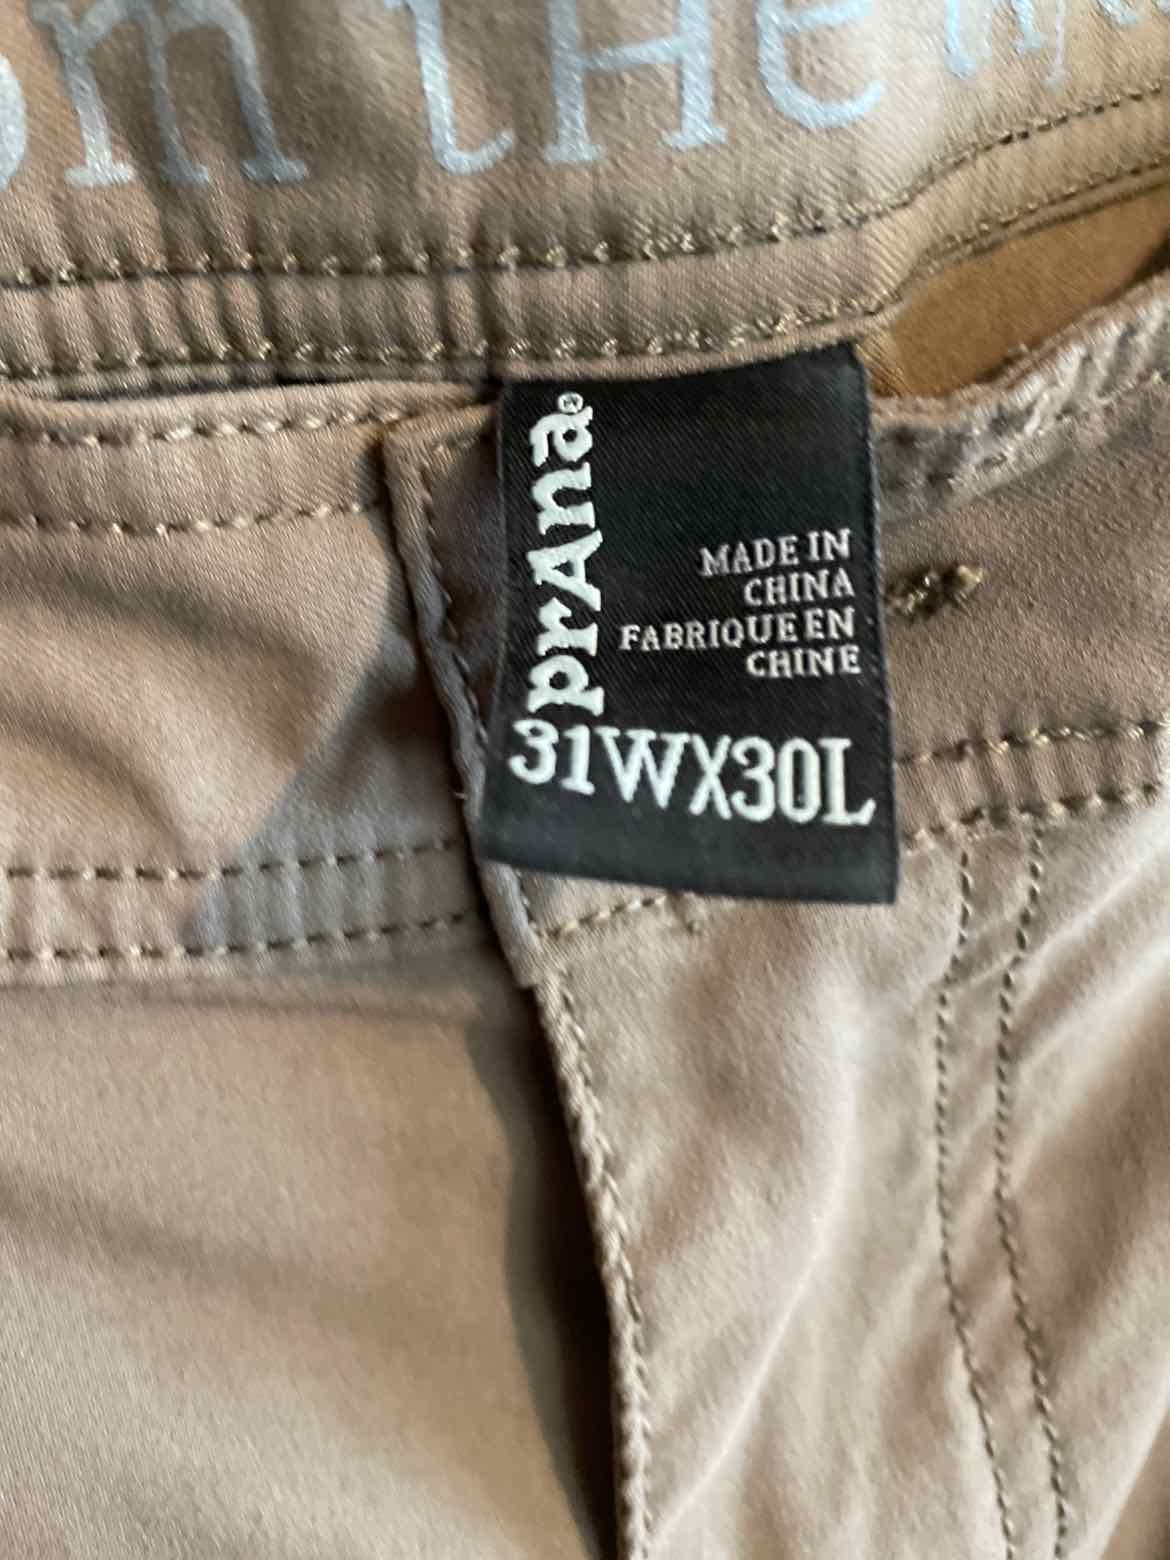 om tHe
prAna®
MADE IN
CHINA
FABRIQUE EN
CHINE
31WX30L